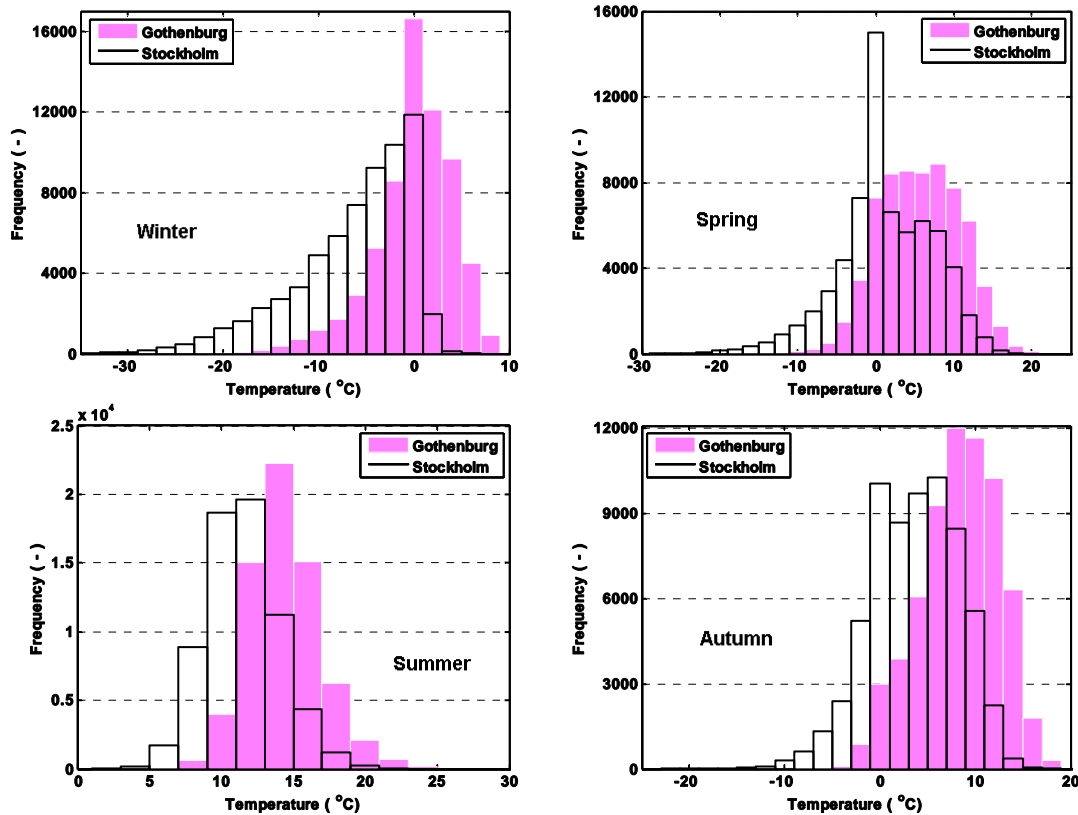 16000
12000
8000
4000
0
-30
-20
-10
0
10
Frequency ( - )
Temperature ( °C)
Gothenburg
Stockholm
Winter
16000
12000
8000
4000
0
-30
-20
-10
0
10
20
Frequency ( - )
Temperature ( °C)
Gothenburg
Stockholm
Spring
x 10⁴
2.5
2
1.5
1
0.5
0
0
5
10
15
20
25
30
Frequency ( - )
Temperature ( °C)
Gothenburg
Stockholm
Summer
12000
9000
6000
3000
0
-20
-10
0
10
20
Frequency ( - )
Temperature ( °C)
Gothenburg
Stockholm
Autumn